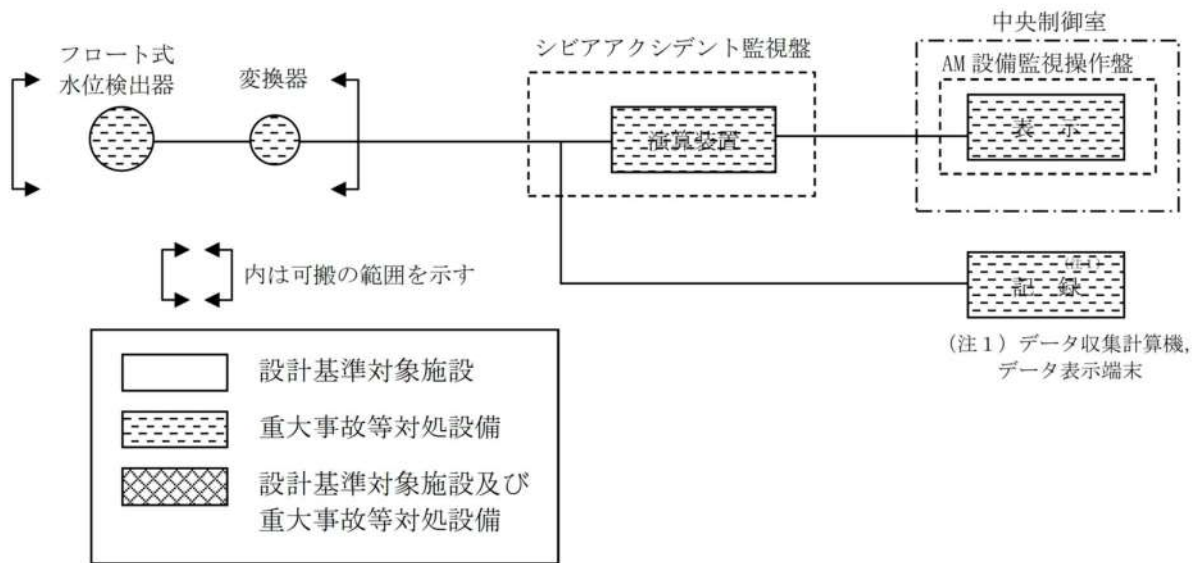 中央制御室
シビアアクシデント監視盤
フロート式
水位検出器
変換器
AM 設備監視操作盤
演算装置
表 示
内は可搬の範囲を示す
(注1)
記 録
(注1)データ収集計算機,
データ表示端末
設計基準対象施設
重大事故等対処設備
設計基準対象施設及び
重大事故等対処設備